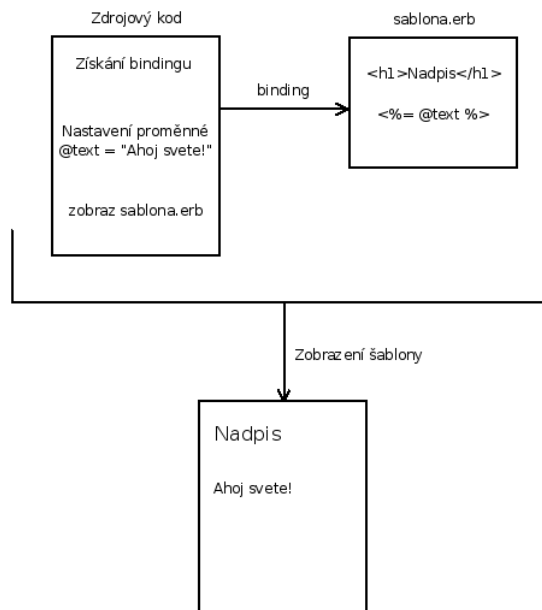 Zdrojový kod
Získání bindingu
Nastavení proměnné
@text = "Ahoj svete!"
zobraz sablona.erb
binding
sablona.erb
<h1>Nadpis</h1>
<%= @text %>
Zobrazení šablony
Nadpis
Ahoj svete!